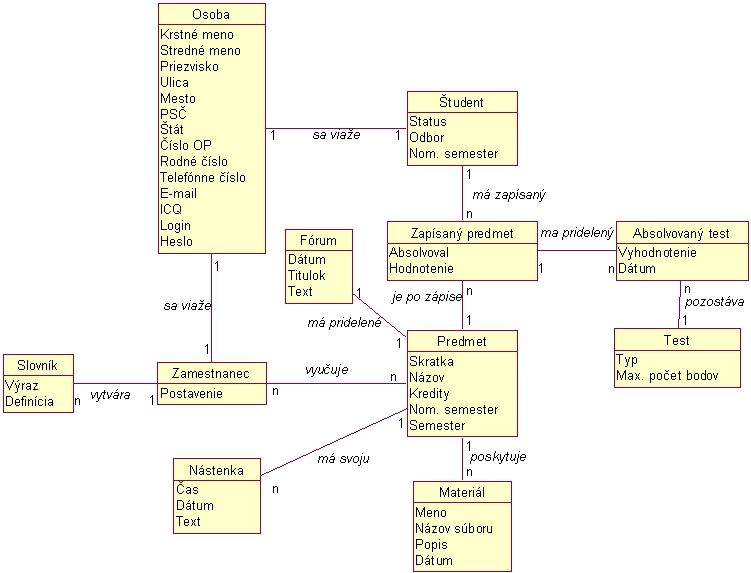 Osoba
Krstné meno
Stredné meno
Priezvisko
Ulica
Mesto
PSČ
Štát
Číslo OP
Rodné číslo
Telefónne číslo
E-mail
ICQ
Login
Heslo
1
sa viaže
1
Študent
Status
Odbor
Nom. semester
1
má zapísaný
n
Zapísaný predmet
Absolvoval
Hodnotenie
ma pridelený
1
n
Absolvovaný test
Vyhodnotenie
Dátum
n
pozostáva
1
Test
Typ
Max. počet bodov
Fórum
Dátum
Titulok
Text
1
má pridelené
1
n
je po zápise
1
Predmet
Skratka
Názov
Kredity
Nom. semester
Semester
1
sa viaže
1
Zamestnanec
Postavenie
Slovník
Výraz
Definícia
n
vytvára
1
n
vyučuje
n
1
má svoju
n
Nástenka
Čas
Dátum
Text
1
poskytuje
n
Materiál
Meno
Názov súboru
Popis
Dátum